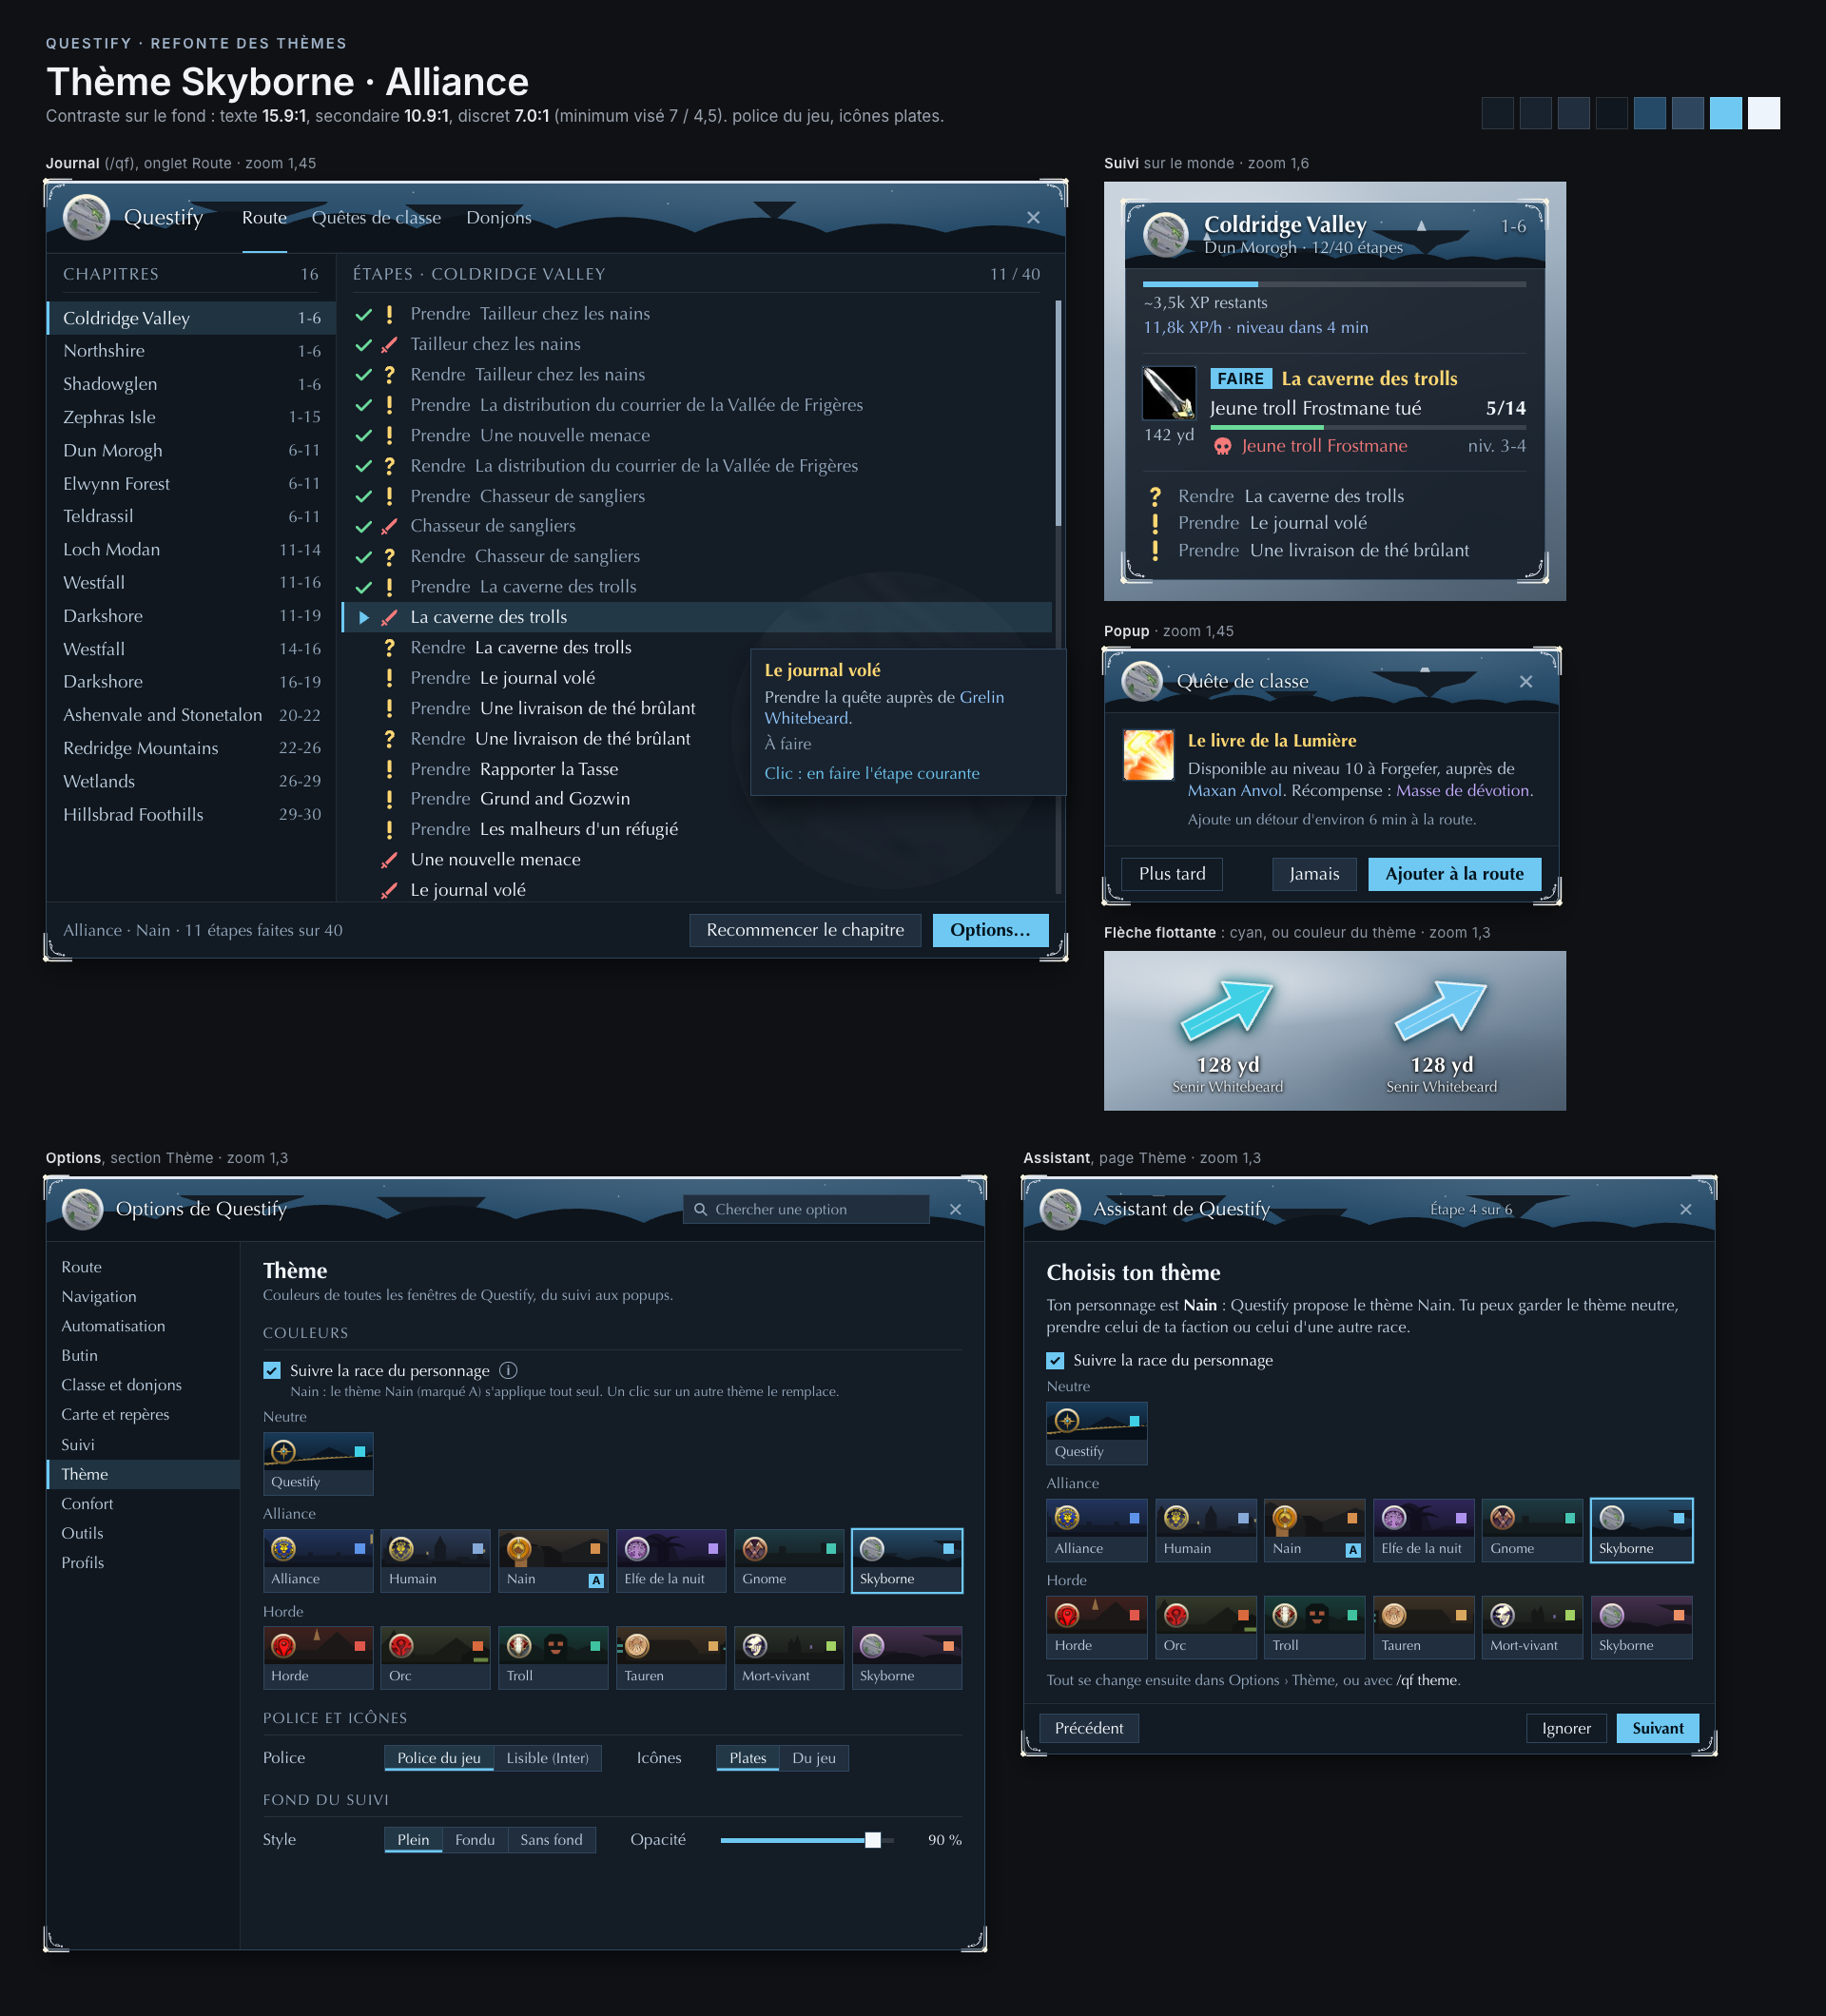 QUESTIFY · REFONTE DES THÈMES
Thème Skyborne · Alliance
Contraste sur le fond : texte 15.9:1, secondaire 10.9:1, discret 7.0:1 (minimum visé 7 / 4,5). police du jeu, icônes plates.
Journal (/qf), onglet Route · zoom 1,45
Questify
Route
Quêtes de classe
Donjons
CHAPITRES 16
Coldridge Valley 1-6
Northshire 1-6
Shadowglen 1-6
Zephras Isle 1-15
Dun Morogh 6-11
Elwynn Forest 6-11
Teldrassil 6-11
Loch Modan 11-14
Westfall 11-16
Darkshore 11-19
Westfall 14-16
Darkshore 16-19
Ashenvale and Stonetalon 20-22
Redridge Mountains 22-26
Wetlands 26-29
Hillsbrad Foothills 29-30
ÉTAPES · COLDRIDGE VALLEY 11 / 40
Prendre Tailleur chez les nains
Tailleur chez les nains
Rendre Tailleur chez les nains
Prendre La distribution du courrier de la Vallée de Frigères
Prendre Une nouvelle menace
Rendre La distribution du courrier de la Vallée de Frigères
Prendre Chasseur de sangliers
Chasseur de sangliers
Rendre Chasseur de sangliers
Prendre La caverne des trolls
La caverne des trolls
Rendre La caverne des trolls
Prendre Le journal volé
Prendre Une livraison de thé brûlant
Rendre Une livraison de thé brûlant
Prendre Rapporter la Tasse
Prendre Grund and Gozwin
Prendre Les malheurs d'un réfugié
Une nouvelle menace
Le journal volé
Le journal volé
Prendre la quête auprès de Grelin
Whitebeard.
À faire
Clic : en faire l'étape courante
Alliance · Nain · 11 étapes faites sur 40
Recommencer le chapitre
Options...
Suivi sur le monde · zoom 1,6
Coldridge Valley 1-6
Dun Morogh · 12/40 étapes
~3,5k XP restants
11,8k XP/h · niveau dans 4 min
FAIRE La caverne des trolls
Jeune troll Frostmane tué 5/14
142 yd
Jeune troll Frostmane niv. 3-4
Rendre La caverne des trolls
Prendre Le journal volé
Prendre Une livraison de thé brûlant
Popup · zoom 1,45
Quête de classe
Le livre de la Lumière
Disponible au niveau 10 à Forgefer, auprès de
Maxan Anvol. Récompense : Masse de dévotion.
Ajoute un détour d'environ 6 min à la route.
Plus tard
Jamais
Ajouter à la route
Flèche flottante : cyan, ou couleur du thème · zoom 1,3
128 yd
Senir Whitebeard
128 yd
Senir Whitebeard
Options, section Thème · zoom 1,3
Options de Questify
Chercher une option
Route
Navigation
Automatisation
Butin
Classe et donjons
Carte et repères
Suivi
Thème
Confort
Outils
Profils
Thème
Couleurs de toutes les fenêtres de Questify, du suivi aux popups.
COULEURS
Suivre la race du personnage
Nain : le thème Nain (marqué A) s'applique tout seul. Un clic sur un autre thème le remplace.
Neutre
Questify
Alliance
Alliance
Humain
Nain A
Elfe de la nuit
Gnome
Skyborne
Horde
Horde
Orc
Troll
Tauren
Mort-vivant
Skyborne
POLICE ET ICÔNES
Police
Police du jeu
Lisible (Inter)
Icônes
Plates
Du jeu
FOND DU SUIVI
Style
Plein
Fondu
Sans fond
Opacité
90 %
Assistant, page Thème · zoom 1,3
Assistant de Questify
Étape 4 sur 6
Choisis ton thème
Ton personnage est Nain : Questify propose le thème Nain. Tu peux garder le thème neutre,
prendre celui de ta faction ou celui d'une autre race.
Suivre la race du personnage
Neutre
Questify
Alliance
Alliance
Humain
Nain A
Elfe de la nuit
Gnome
Skyborne
Horde
Horde
Orc
Troll
Tauren
Mort-vivant
Skyborne
Tout se change ensuite dans Options › Thème, ou avec /qf theme.
Précédent
Ignorer
Suivant